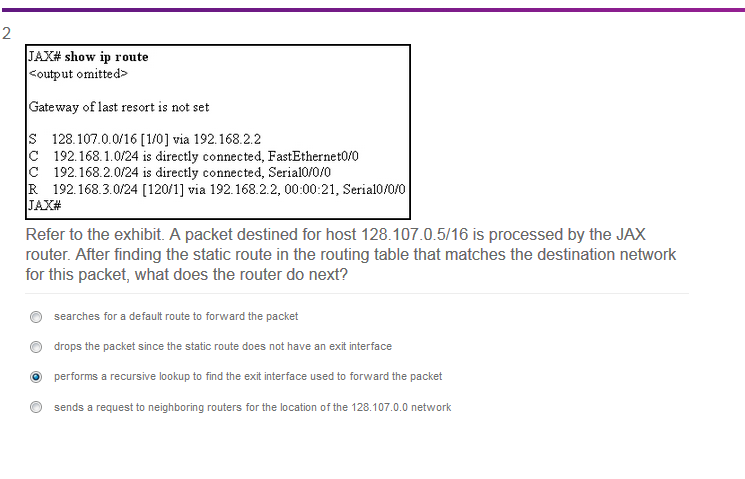 2
JAX# show ip route
<output omitted>
Gateway of last resort is not set
S 128.107.0.0/16 [1/0] via 192.168.2.2
C 192.168.1.0/24 is directly connected, FastEthernet0/0
C 192.168.2.0/24 is directly connected, Serial0/0/0
R 192.168.3.0/24 [120/1] via 192.168.2.2, 00:00:21, Serial0/0/0
JAX#
Refer to the exhibit. A packet destined for host 128.107.0.5/16 is processed by the JAX
router. After finding the static route in the routing table that matches the destination network
for this packet, what does the router do next?
searches for a default route to forward the packet
drops the packet since the static route does not have an exit interface
performs a recursive lookup to find the exit interface used to forward the packet
sends a request to neighboring routers for the location of the 128.107.0.0 network